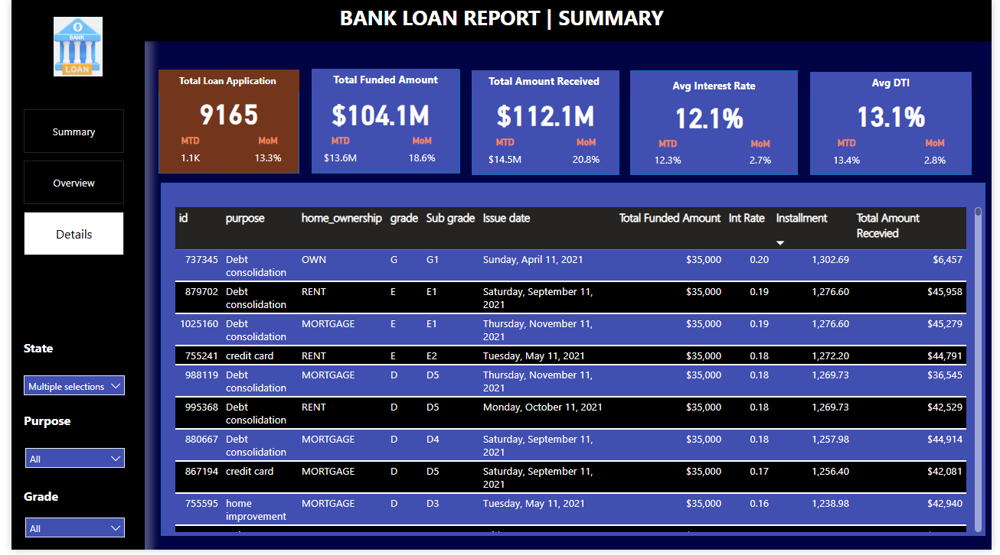 BANK LOAN REPORT | SUMMARY
BANK
LOAN
Summary
Overview
Details
State
Multiple selections
Purpose
All
Grade
All
Total Loan Application
9165
MTD MoM
1.1K 13.3%
Total Funded Amount
$104.1M
MTD MoM
$13.6M 18.6%
Total Amount Received
$112.1M
MTD MoM
$14.5M 20.8%
Avg Interest Rate
12.1%
MTD MoM
12.3% 2.7%
Avg DTI
13.1%
MTD MoM
13.4% 2.8%
id purpose home_ownership grade Sub grade Issue date Total Funded Amount Int Rate Installment Total Amount
Recevied
737345 Debt OWN G G1 Sunday, April 11, 2021 $35,000 0.20 1,302.69 $6,457
consolidation
879702 Debt RENT E E1 Saturday, September 11, $35,000 0.19 1,276.60 $45,958
consolidation 2021
1025160 Debt MORTGAGE E E1 Thursday, November 11, $35,000 0.19 1,276.60 $45,279
consolidation 2021
755241 credit card RENT E E2 Tuesday, May 11, 2021 $35,000 0.18 1,272.20 $44,791
988119 Debt MORTGAGE D D5 Thursday, November 11, $35,000 0.18 1,269.73 $36,545
consolidation 2021
995368 Debt RENT D D5 Monday, October 11, 2021 $35,000 0.18 1,269.73 $42,529
consolidation
880667 Debt MORTGAGE D D4 Saturday, September 11, $35,000 0.18 1,257.98 $44,914
consolidation 2021
867194 credit card MORTGAGE D D5 Saturday, September 11, $35,000 0.17 1,256.40 $42,081
2021
755595 home MORTGAGE D D3 Tuesday, May 11, 2021 $35,000 0.16 1,238.98 $42,940
improvement